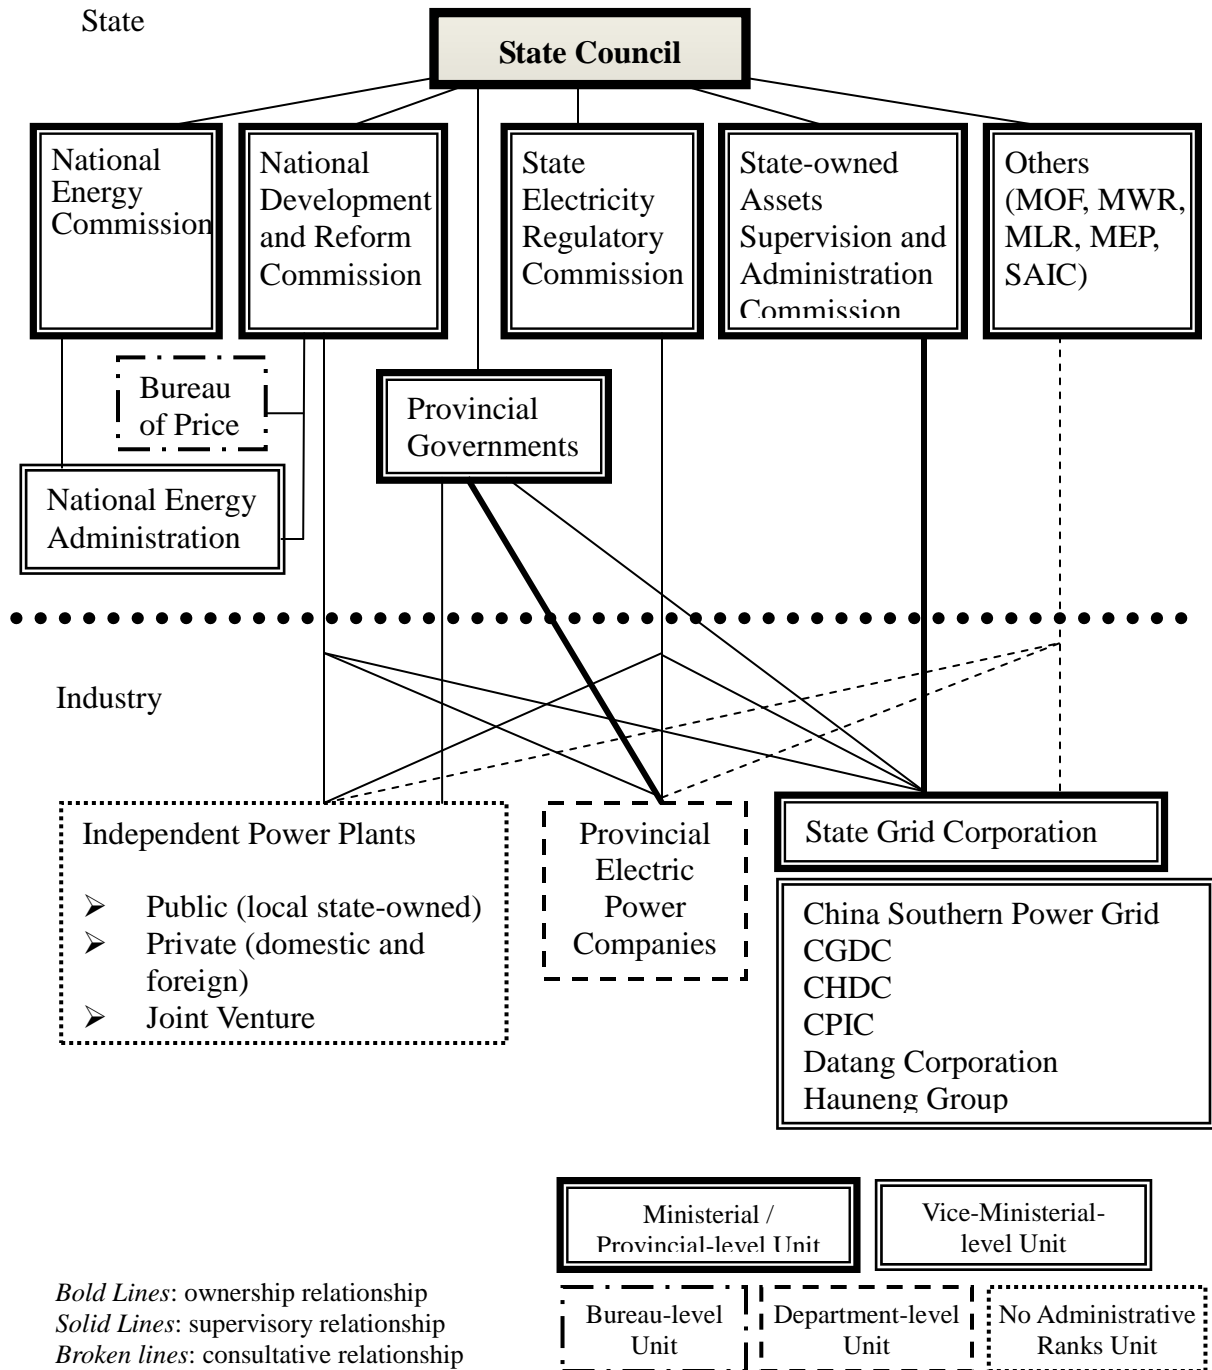 State
State Council
National
Energy
Commission
National
Development
and Reform
Commission
State
Electricity
Regulatory
Commission
State-owned
Assets
Supervision and
Administration
Commission
Others
(MOF, MWR,
MLR, MEP,
SAIC)
Bureau
of Price
Provincial
Governments
National Energy
Administration
Industry
Independent Power Plants
➢ Public (local state-owned)
➢ Private (domestic and
foreign)
➢ Joint Venture
Provincial
Electric
Power
Companies
State Grid Corporation
China Southern Power Grid
CGDC
CHDC
CPIC
Datang Corporation
Hauneng Group
Ministerial /
Provincial-level Unit
Vice-Ministerial-
level Unit
Bold Lines: ownership relationship
Solid Lines: supervisory relationship
Broken lines: consultative relationship
Bureau-level
Unit
Department-level
Unit
No Administrative
Ranks Unit